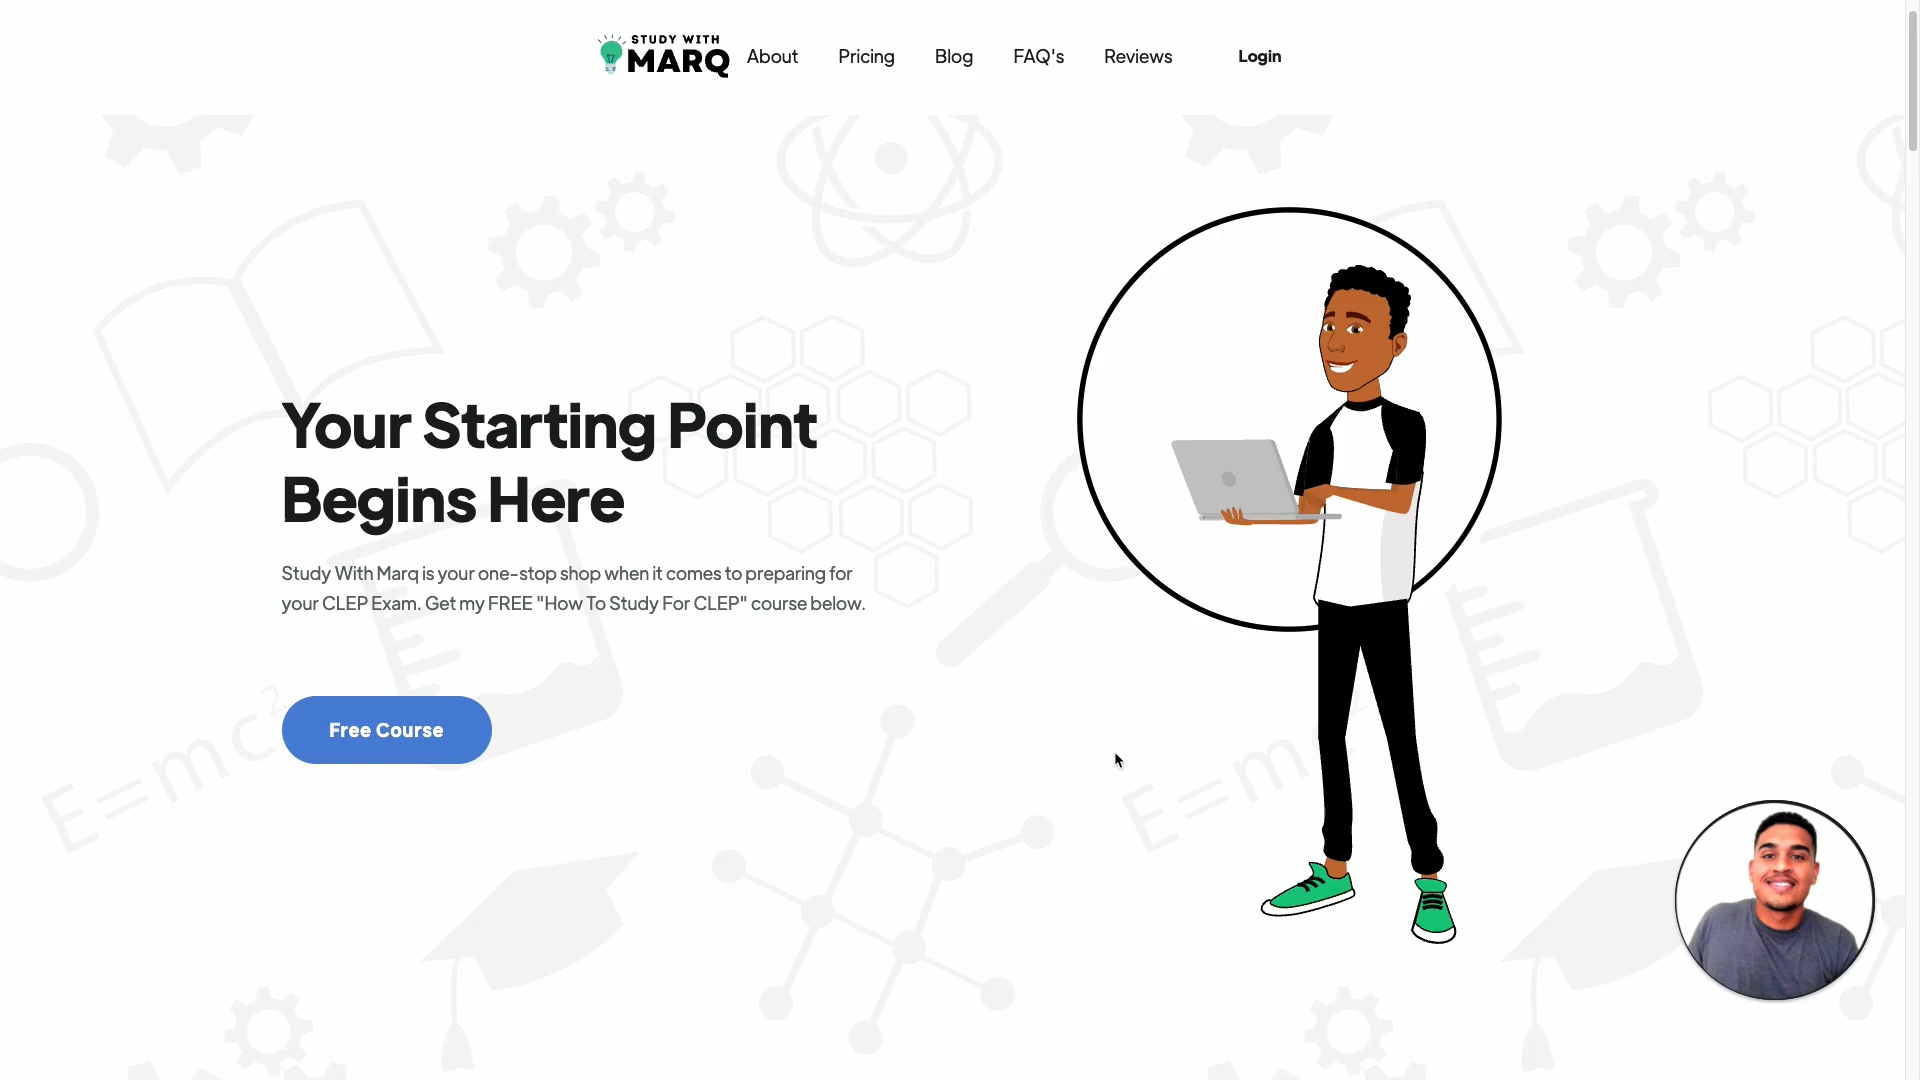 STUDY WITH
MARQ
About
Pricing
Blog
FAQ's
Reviews
Login
Your Starting Point
Begins Here
Study With Marq is your one-stop shop when it comes to preparing for
your CLEP Exam. Get my FREE "How To Study For CLEP" course below.
Free Course
E=mc²
E=m